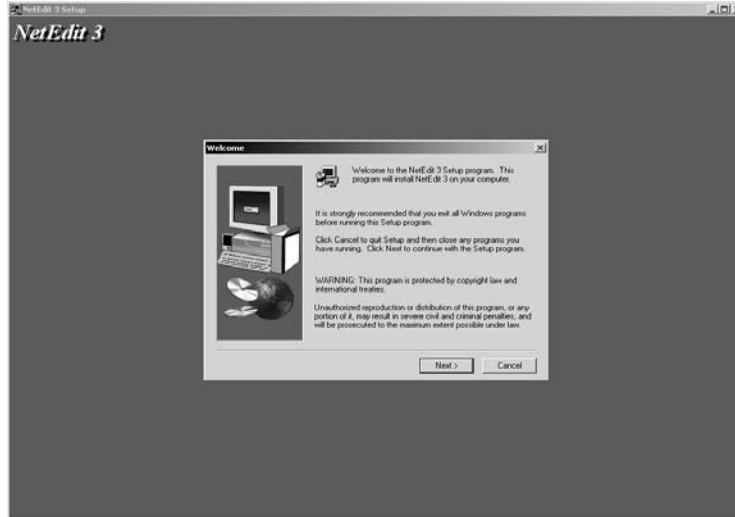 NetEdit 3 Setup
NetEdit 3
Welcome
Welcome to the NetEdit 3 Setup program. This
program will install NetEdit 3 on your computer.
It is strongly recommended that you exit all Windows programs
before running this Setup program.
Click Cancel to quit Setup and then close any programs you
have running. Click Next to continue with the Setup program.
WARNING: This program is protected by copyright law and
international treaties.
Unauthorized reproduction or distribution of this program, or any
portion of it, may result in severe civil and criminal penalties, and
will be prosecuted to the maximum extent possible under law.
Next >
Cancel